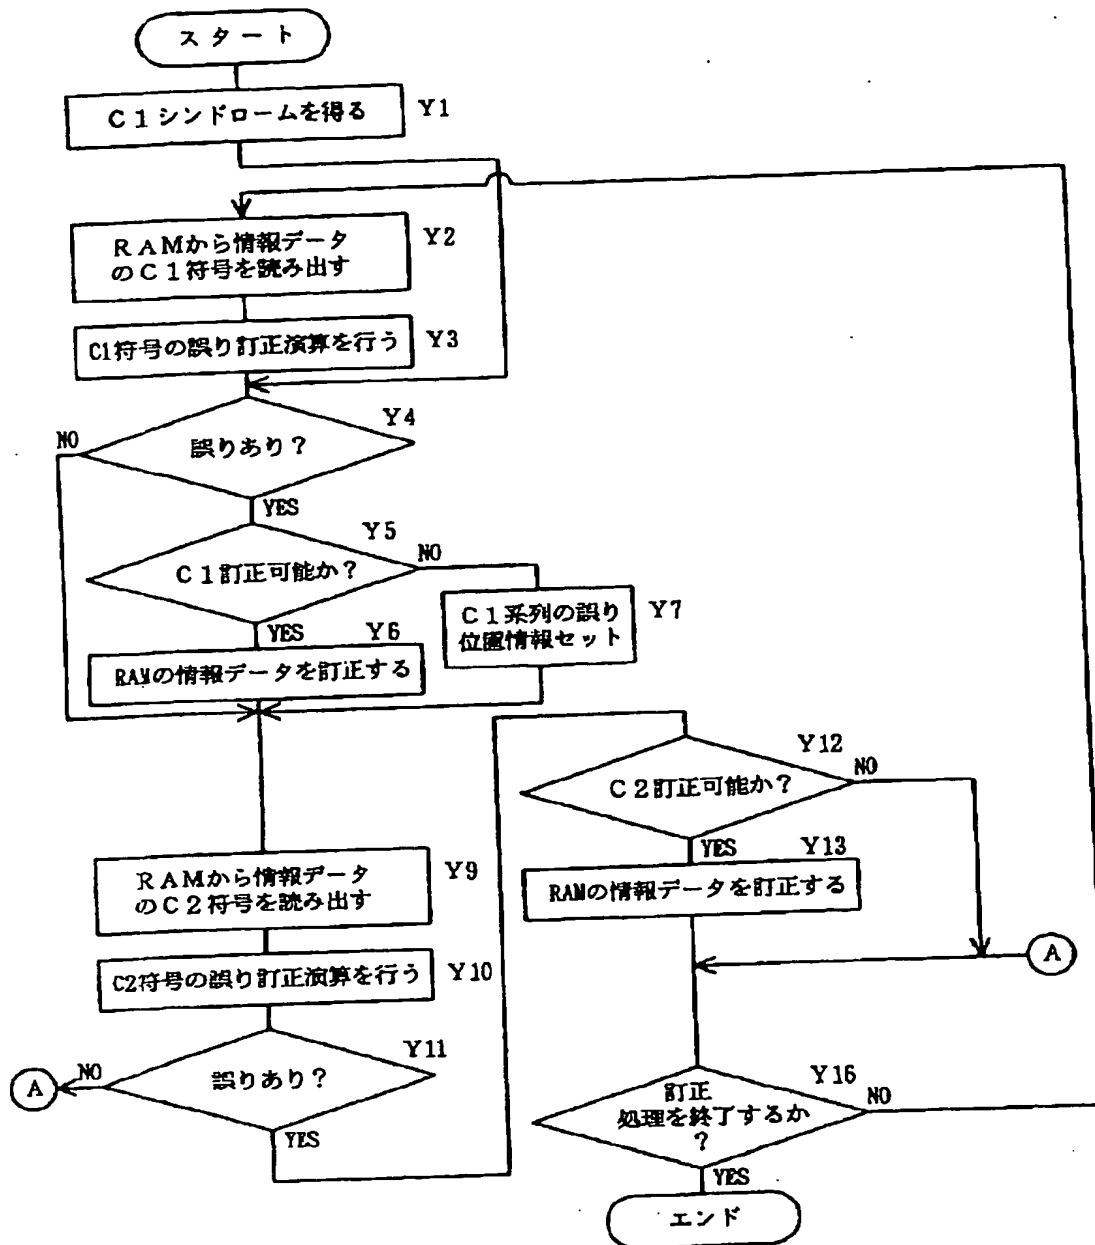 スタート
C1シンドロームを得る
Y1
RAMから情報データ
のC1符号を読み出す
Y2
C1符号の誤り訂正演算を行う
Y3
誤りあり?
Y4
NO
YES
C1訂正可能か?
Y5
NO
YES
C1系列の誤り
位置情報セット
Y7
RAMの情報データを訂正する
Y6
RAMから情報データ
のC2符号を読み出す
Y9
C2符号の誤り訂正演算を行う
Y10
誤りあり?
Y11
NO
A
YES
C2訂正可能か?
Y12
NO
YES
RAMの情報データを訂正する
Y13
A
訂正
処理を終了するか
?
Y16
NO
YES
エンド